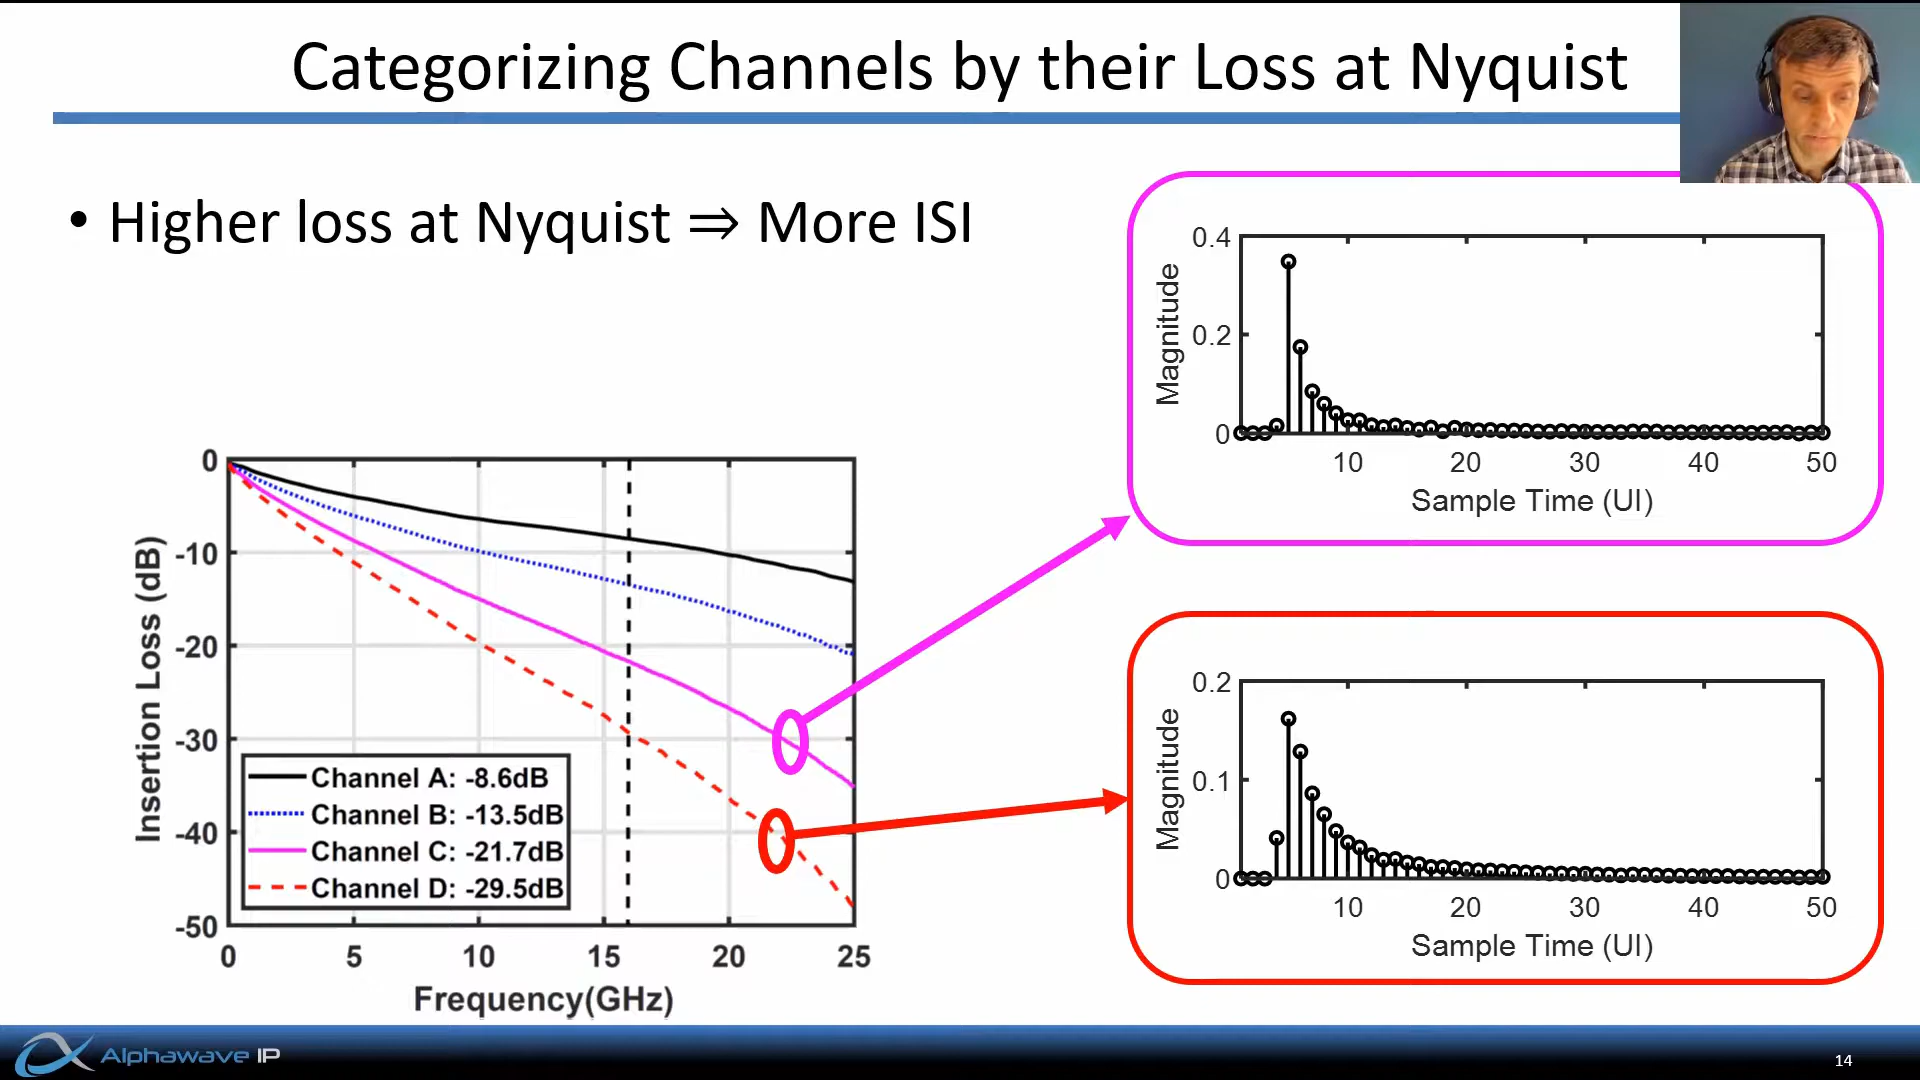 Categorizing Channels by their Loss at Nyquist
• Higher loss at Nyquist ⇒ More ISI
0.4
0.2
0
Magnitude
10 20 30 40 50
Sample Time (UI)
0
-10
-20
-30
-40
-50
Insertion Loss (dB)
Channel A: -8.6dB
Channel B: -13.5dB
Channel C: -21.7dB
Channel D: -29.5dB
0 5 10 15 20 25
Frequency(GHz)
0.2
0.1
0
Magnitude
10 20 30 40 50
Sample Time (UI)
Alphawave IP
14